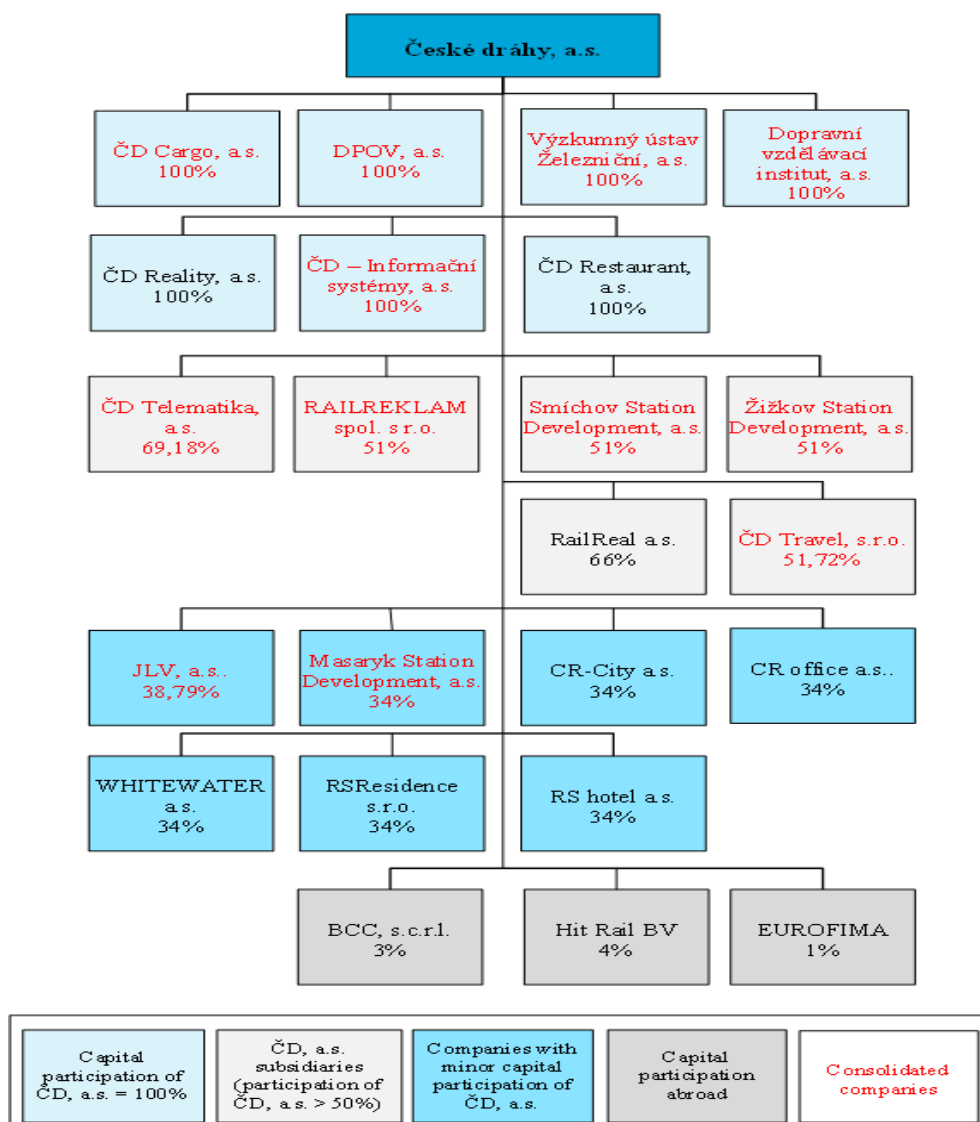 České dráhy, a.s.
ČD Cargo, a.s.
100%
DPOV, a.s.
100%
Výzkumný ústav
Železniční, a.s.
100%
Dopravní
vzdělávací
institut, a.s.
100%
ČD Reality, a.s.
100%
ČD – Informační
systémy, a.s.
100%
ČD Restaurant,
a.s.
100%
ČD Telematika,
a.s.
69,18%
RAILREKLAM
spol. s r.o.
51%
Smíchov Station
Development, a.s.
51%
Žižkov Station
Development, a.s.
51%
RailReal a.s.
66%
ČD Travel, s.r.o.
51,72%
JLV, a.s..
38,79%
Masaryk Station
Development, a.s.
34%
CR-City a.s.
34%
CR office a.s..
34%
WHITEWATER
a.s.
34%
RSResidence
s.r.o.
34%
RS hotel a.s.
34%
BCC, s.c.r.l.
3%
Hit Rail BV
4%
EUROFIMA
1%
Capital
participation of
ČD, a.s. = 100%
ČD, a.s.
subsidiaries
(participation of
ČD, a.s. > 50%)
Companies with
minor capital
participation of
ČD, a.s.
Capital
participation
abroad
Consolidated
companies